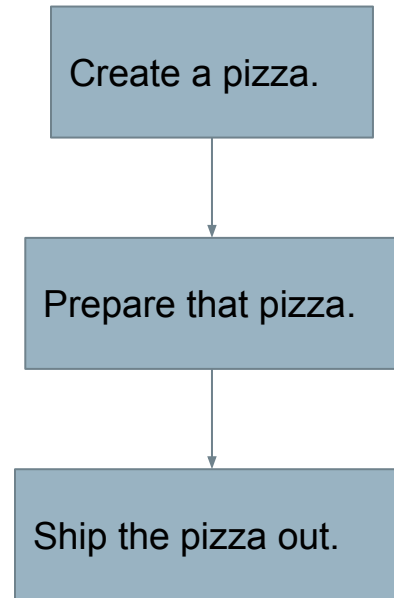 Create a pizza.
Prepare that pizza.
Ship the pizza out.